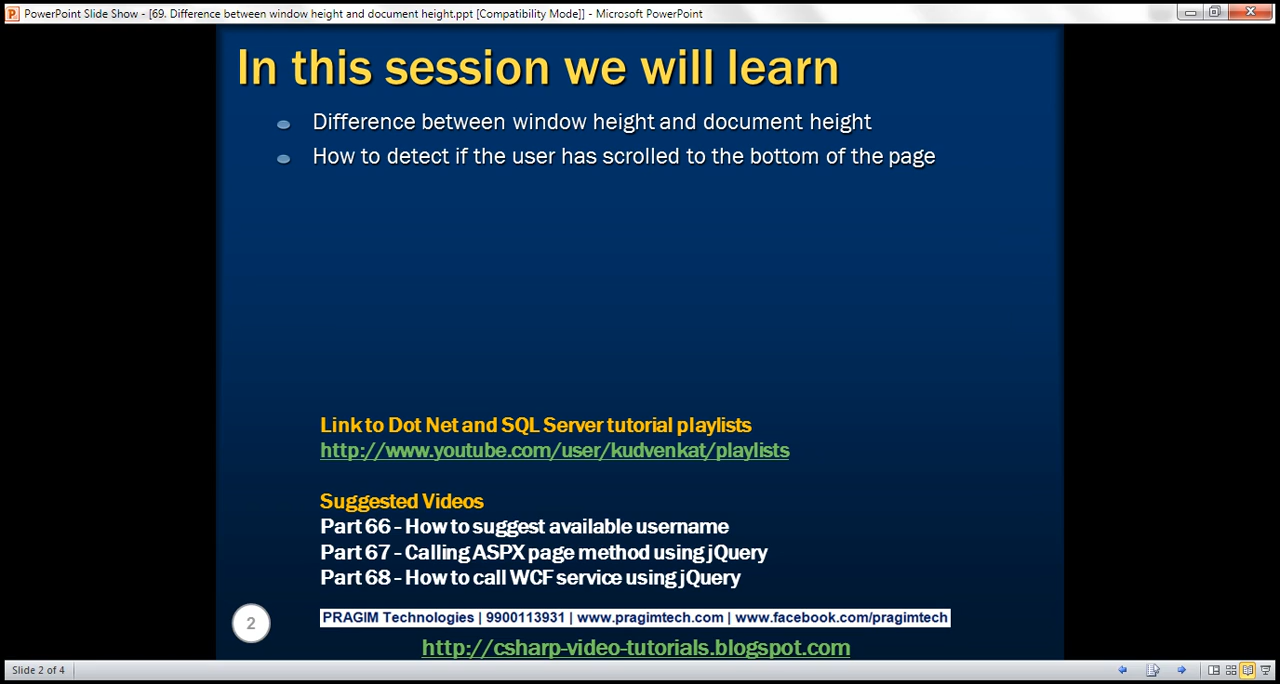 PowerPoint Slide Show - [69. Difference between window height and document height.ppt [Compatibility Mode]] - Microsoft PowerPoint
In this session we will learn
Difference between window height and document height
How to detect if the user has scrolled to the bottom of the page
Link to Dot Net and SQL Server tutorial playlists
http://www.youtube.com/user/kudvenkat/playlists
Suggested Videos
Part 66 - How to suggest available username
Part 67 - Calling ASPX page method using jQuery
Part 68 - How to call WCF service using jQuery
2
PRAGIM Technologies | 9900113931 | www.pragimtech.com | www.facebook.com/pragimtech
http://csharp-video-tutorials.blogspot.com
Slide 2 of 4